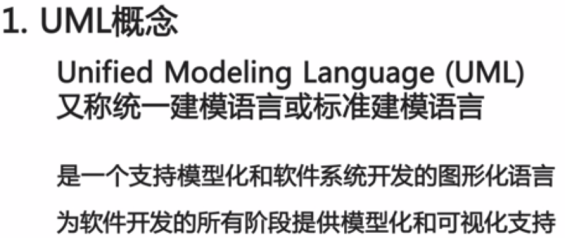 1. UML概念
Unified Modeling Language (UML)
又称统一建模语言或标准建模语言
是一个支持模型化和软件系统开发的图形化语言
为软件开发的所有阶段提供模型化和可视化支持